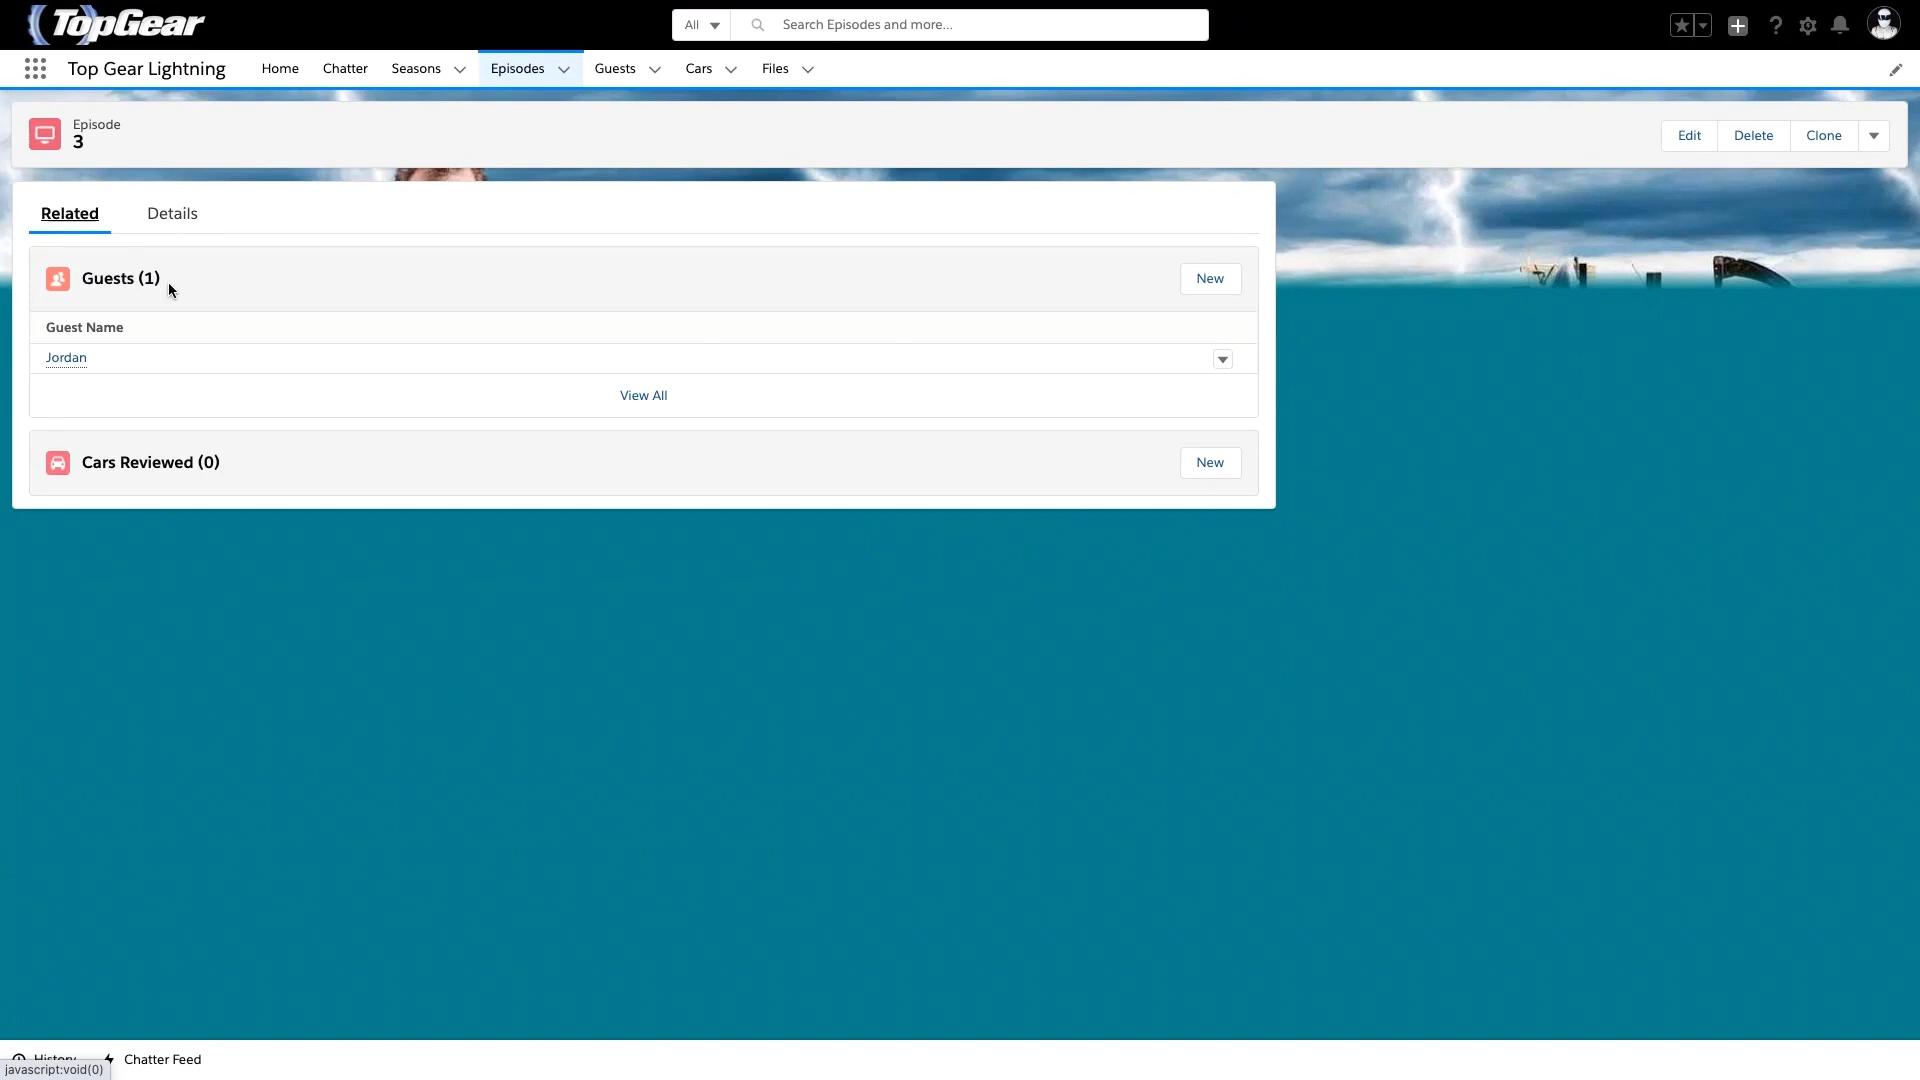 TopGear
All
Search Episodes and more...
Top Gear Lightning
Home
Chatter
Seasons
Episodes
Guests
Cars
Files
Episode
3
Edit
Delete
Clone
Related
Details
Guests (1)
New
Guest Name
Jordan
View All
Cars Reviewed (0)
New
History
Chatter Feed
javascript:void(0)